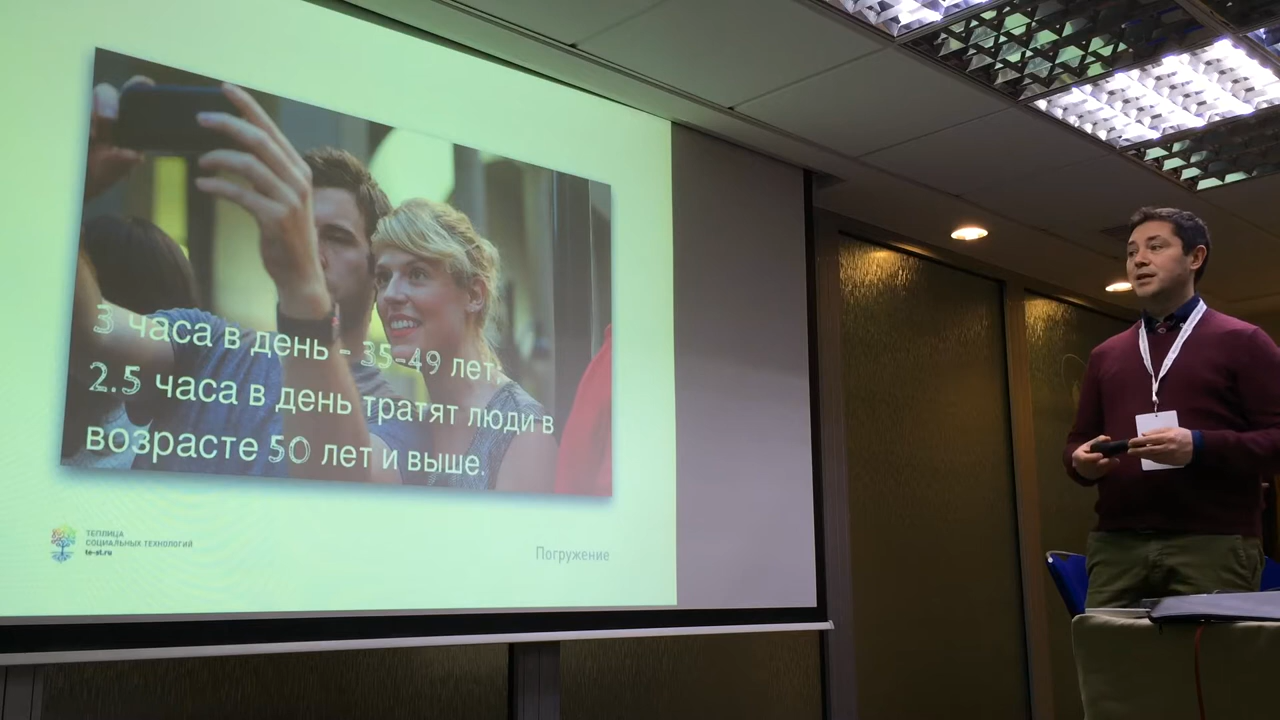 3 часа в день - 35-49 лет;
2.5 часа в день тратят люди в
возрасте 50 лет и выше.
ТЕПЛИЦА
СОЦИАЛЬНЫХ ТЕХНОЛОГИЙ
te-st.ru
Погружение